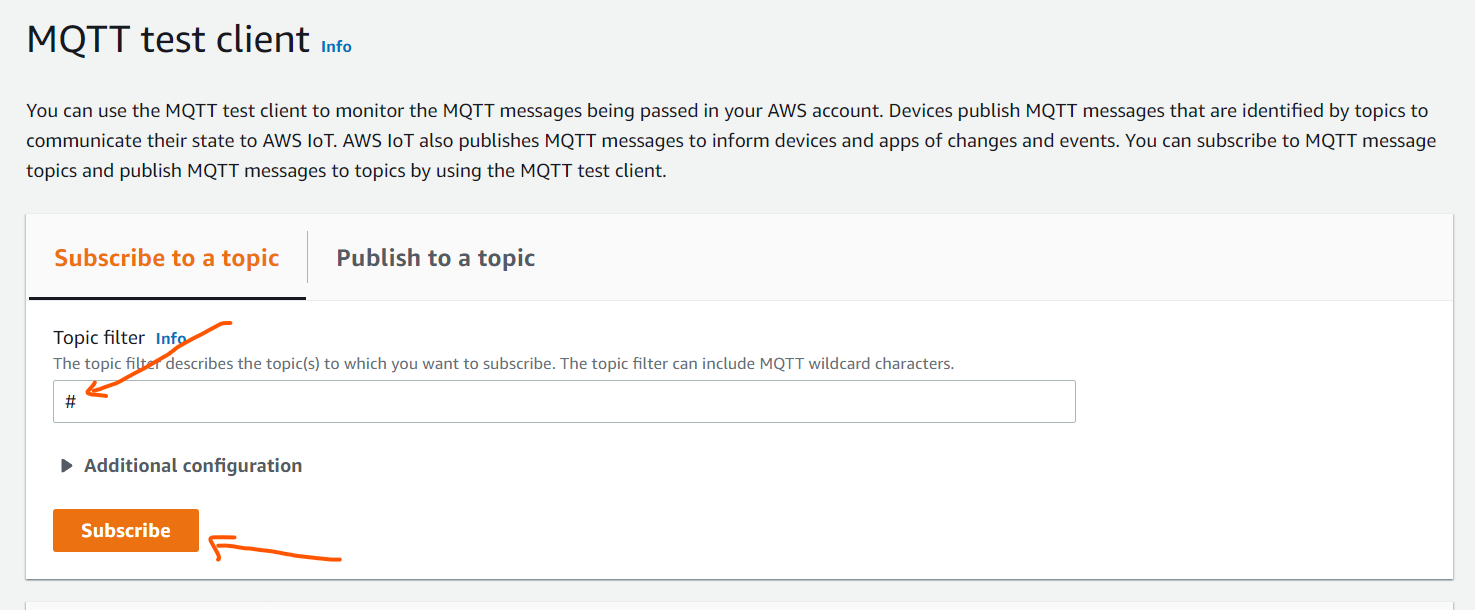 MQTT test client Info
You can use the MQTT test client to monitor the MQTT messages being passed in your AWS account. Devices publish MQTT messages that are identified by topics to
communicate their state to AWS IoT. AWS IoT also publishes MQTT messages to inform devices and apps of changes and events. You can subscribe to MQTT message
topics and publish MQTT messages to topics by using the MQTT test client.
Subscribe to a topic Publish to a topic
Topic filter Info
The topic filter describes the topic(s) to which you want to subscribe. The topic filter can include MQTT wildcard characters.
#
Additional configuration
Subscribe